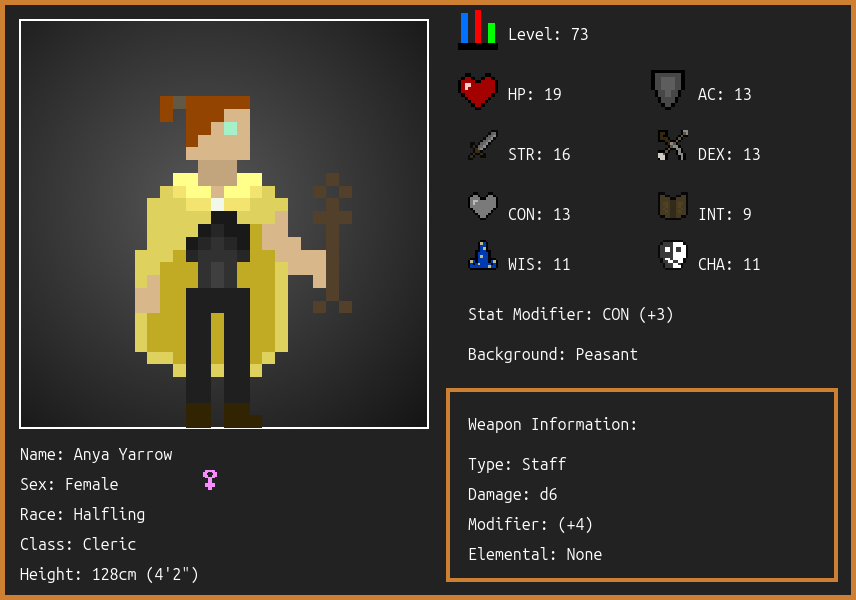 Level: 73
HP: 19
AC: 13
STR: 16
DEX: 13
CON: 13
INT: 9
WIS: 11
CHA: 11
Stat Modifier: CON (+3)
Background: Peasant
Weapon Information:
Type: Staff
Damage: d6
Modifier: (+4)
Elemental: None
Name: Anya Yarrow
Sex: Female
Race: Halfling
Class: Cleric
Height: 128cm (4'2")